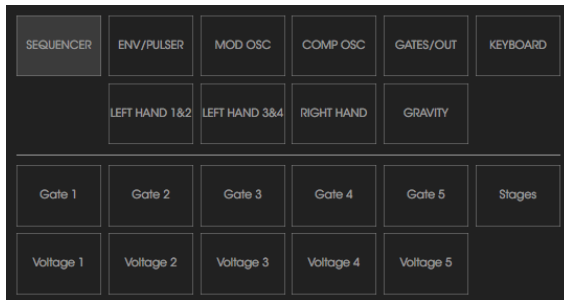 SEQUENCER ENV/PULSER MOD OSC COMP OSC GATES/OUT KEYBOARD
LEFT HAND 1&2 LEFT HAND 3&4 RIGHT HAND GRAVITY
Gate 1 Gate 2 Gate 3 Gate 4 Gate 5 Stages
Voltage 1 Voltage 2 Voltage 3 Voltage 4 Voltage 5